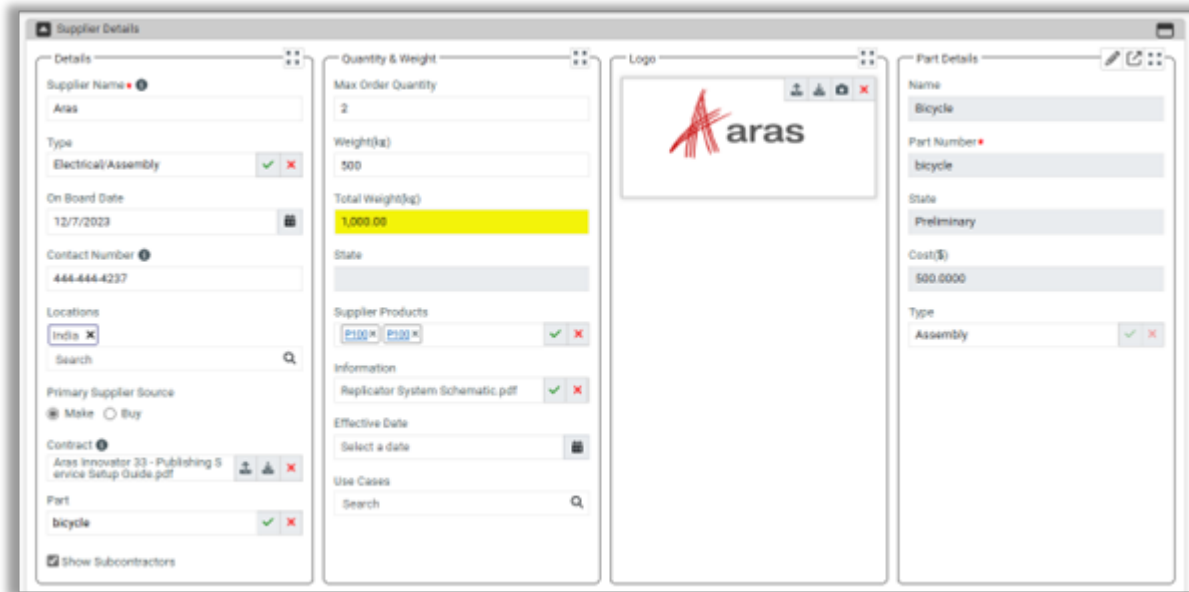 Supplier Details
Details
Supplier Name
Aras
Type
Electrical/Assembly
On Board Date
12/7/2023
Contact Number
444-444-4237
Locations
India
Search
Primary Supplier Source
Make Buy
Contract
Aras Innovator 33 - Publishing S
ervice Setup Guide.pdf
Part
bicycle
Show Subcontractors
Quantity & Weight
Max Order Quantity
2
Weight(kg)
500
Total Weight(kg)
1,000.00
State
Supplier Products
P100 P100
Information
Replicator System Schematic.pdf
Effective Date
Select a date
Use Cases
Search
Logo
aras
Part Details
Name
Bicycle
Part Number
bicycle
State
Preliminary
Cost($)
500.0000
Type
Assembly